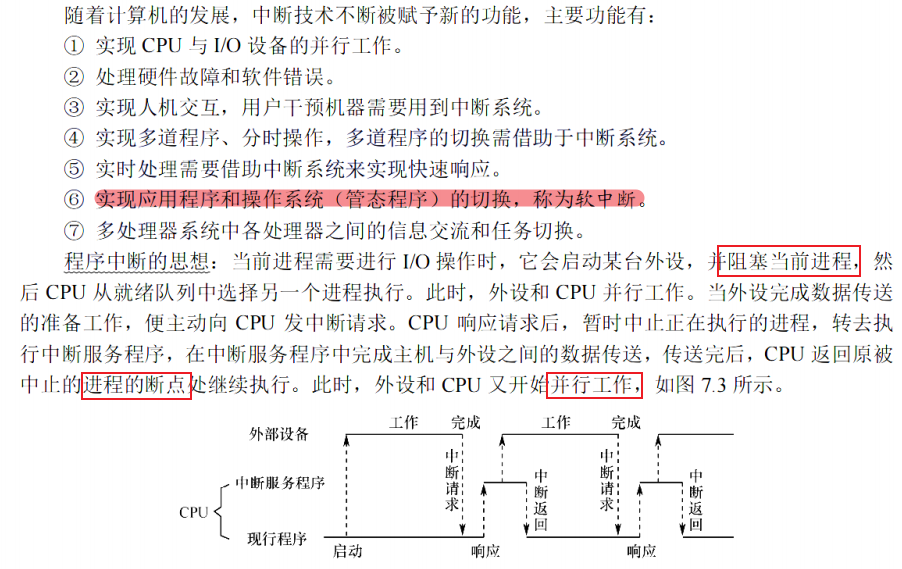 随着计算机的发展，中断技术不断被赋予新的功能，主要功能有：
① 实现 CPU 与 I/O 设备的并行工作。
② 处理硬件故障和软件错误。
③ 实现人机交互，用户干预机器需要用到中断系统。
④ 实现多道程序、分时操作，多道程序的切换需借助于中断系统。
⑤ 实时处理需要借助中断系统来实现快速响应。
⑥ 实现应用程序和操作系统（管态程序）的切换，称为软中断。
⑦ 多处理器系统中各处理器之间的信息交流和任务切换。
程序中断的思想：当前进程需要进行 I/O 操作时，它会启动某台外设，并阻塞当前进程，然
后 CPU 从就绪队列中选择另一个进程执行。此时，外设和 CPU 并行工作。当外设完成数据传送
的准备工作，便主动向 CPU 发中断请求。CPU 响应请求后，暂时中止正在执行的进程，转去执
行中断服务程序，在中断服务程序中完成主机与外设之间的数据传送，传送完后，CPU 返回原被
中止的进程的断点处继续执行。此时，外设和 CPU 又开始并行工作，如图 7.3 所示。
工作 完成 工作 完成
外部设备
中断请求 中断返回 中断请求 中断返回
中断服务程序
CPU
现行程序
启动 响应 响应